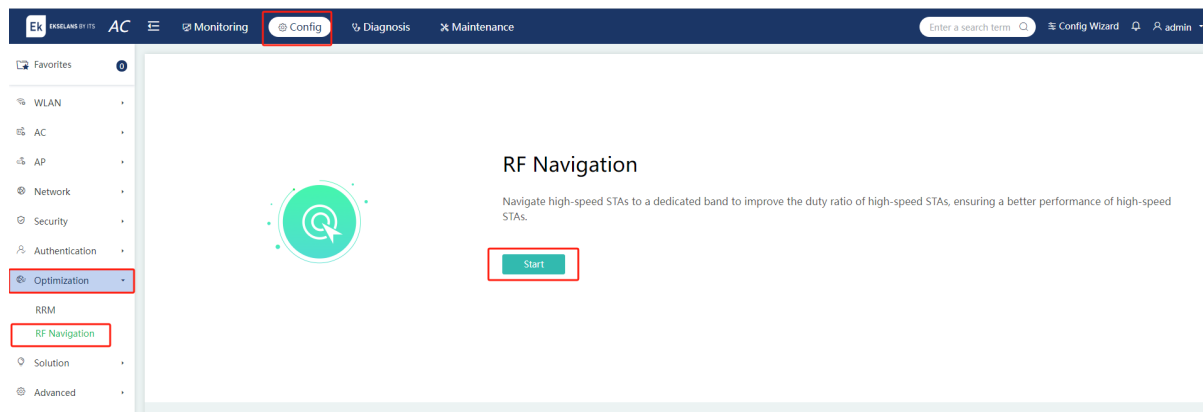 Ek EKSELANS BY ITS AC Monitoring Config Diagnosis Maintenance Enter a search term Config Wizard admin
Favorites 0
WLAN
AC
AP
Network
Security
Authentication
Optimization
RRM
RF Navigation
Solution
Advanced
RF Navigation
Navigate high-speed STAs to a dedicated band to improve the duty ratio of high-speed STAs, ensuring a better performance of high-speed
STAs.
Start